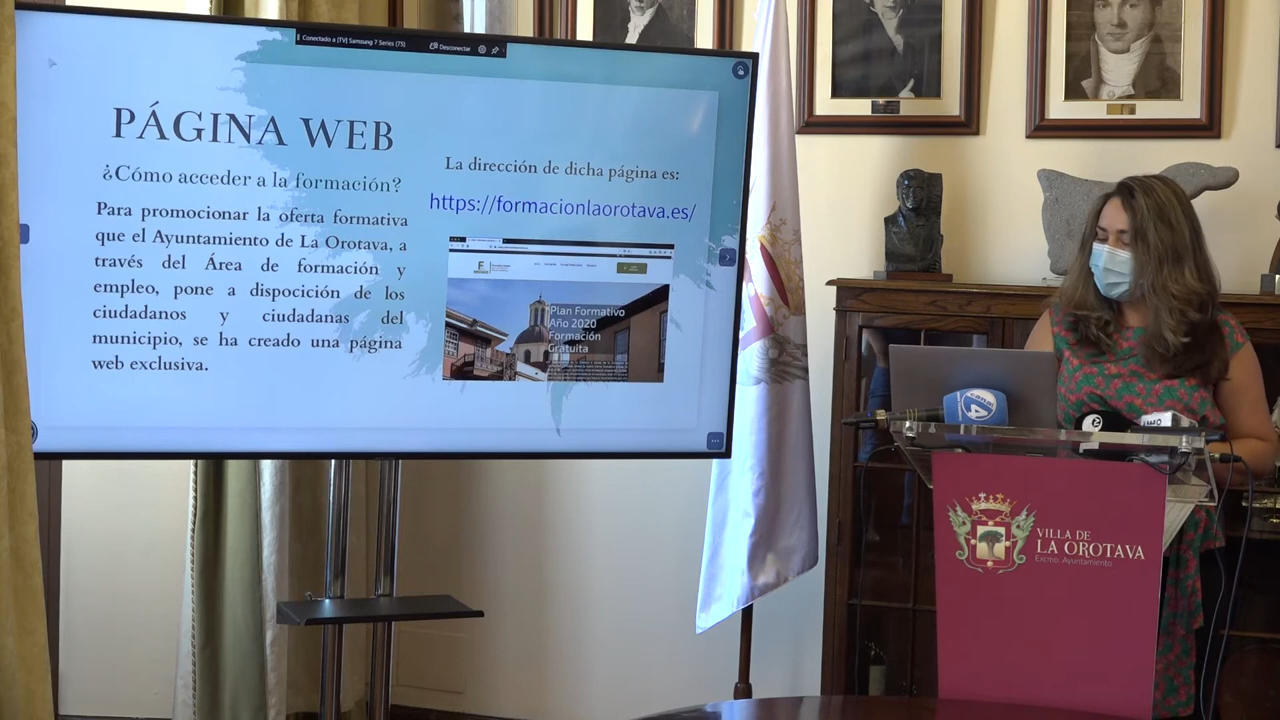 Conectado a [TV] Samsung 7 Series (75)
Desconectar
PÁGINA WEB
¿Cómo acceder a la formación?
Para promocionar la oferta formativa
que el Ayuntamiento de La Orotava, a
través del Área de formación y
empleo, pone a disposición de los
ciudadanos y ciudadanas del
municipio, se ha creado una página
web exclusiva.
La dirección de dicha página es:
https://formacionlaorotava.es/
F
Plan Formativo
Año 2020
Formación
Gratuita
canal
4
VILLA DE
LA OROTAVA
Excmo. Ayuntamiento